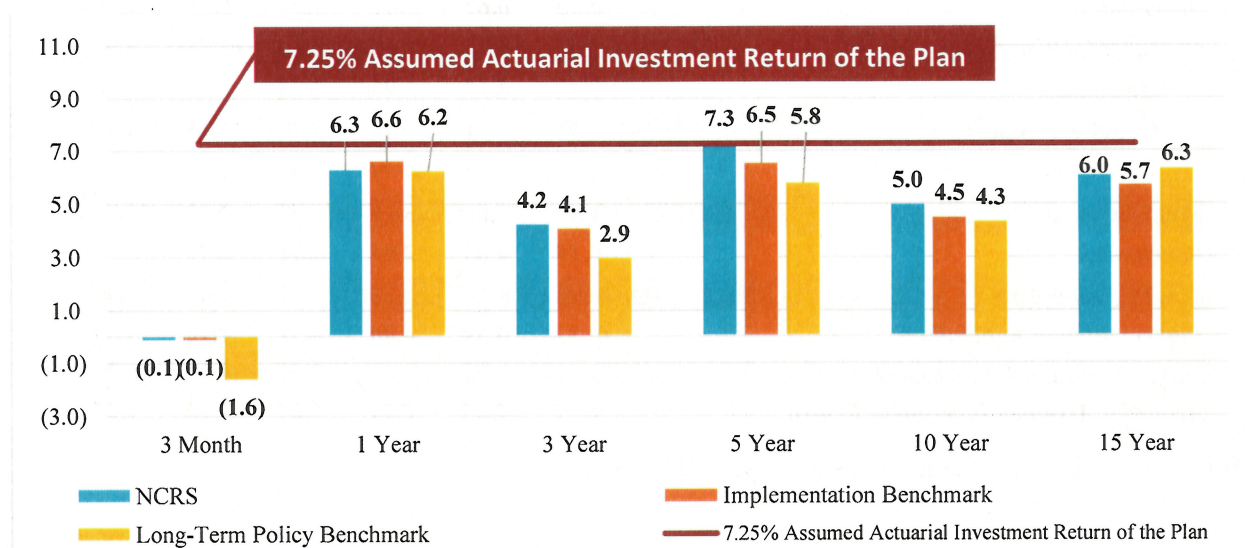 7.25% Assumed Actuarial Investment Return of the Plan
11.0
9.0
7.0
5.0
3.0
1.0
(1.0)
(3.0)
6.3 6.6 6.2
4.2 4.1 2.9
7.3 6.5 5.8
5.0 4.5 4.3
6.0 5.7 6.3
(0.1)(0.1)
(1.6)
3 Month 1 Year 3 Year 5 Year 10 Year 15 Year
NCRS
Implementation Benchmark
Long-Term Policy Benchmark
7.25% Assumed Actuarial Investment Return of the Plan